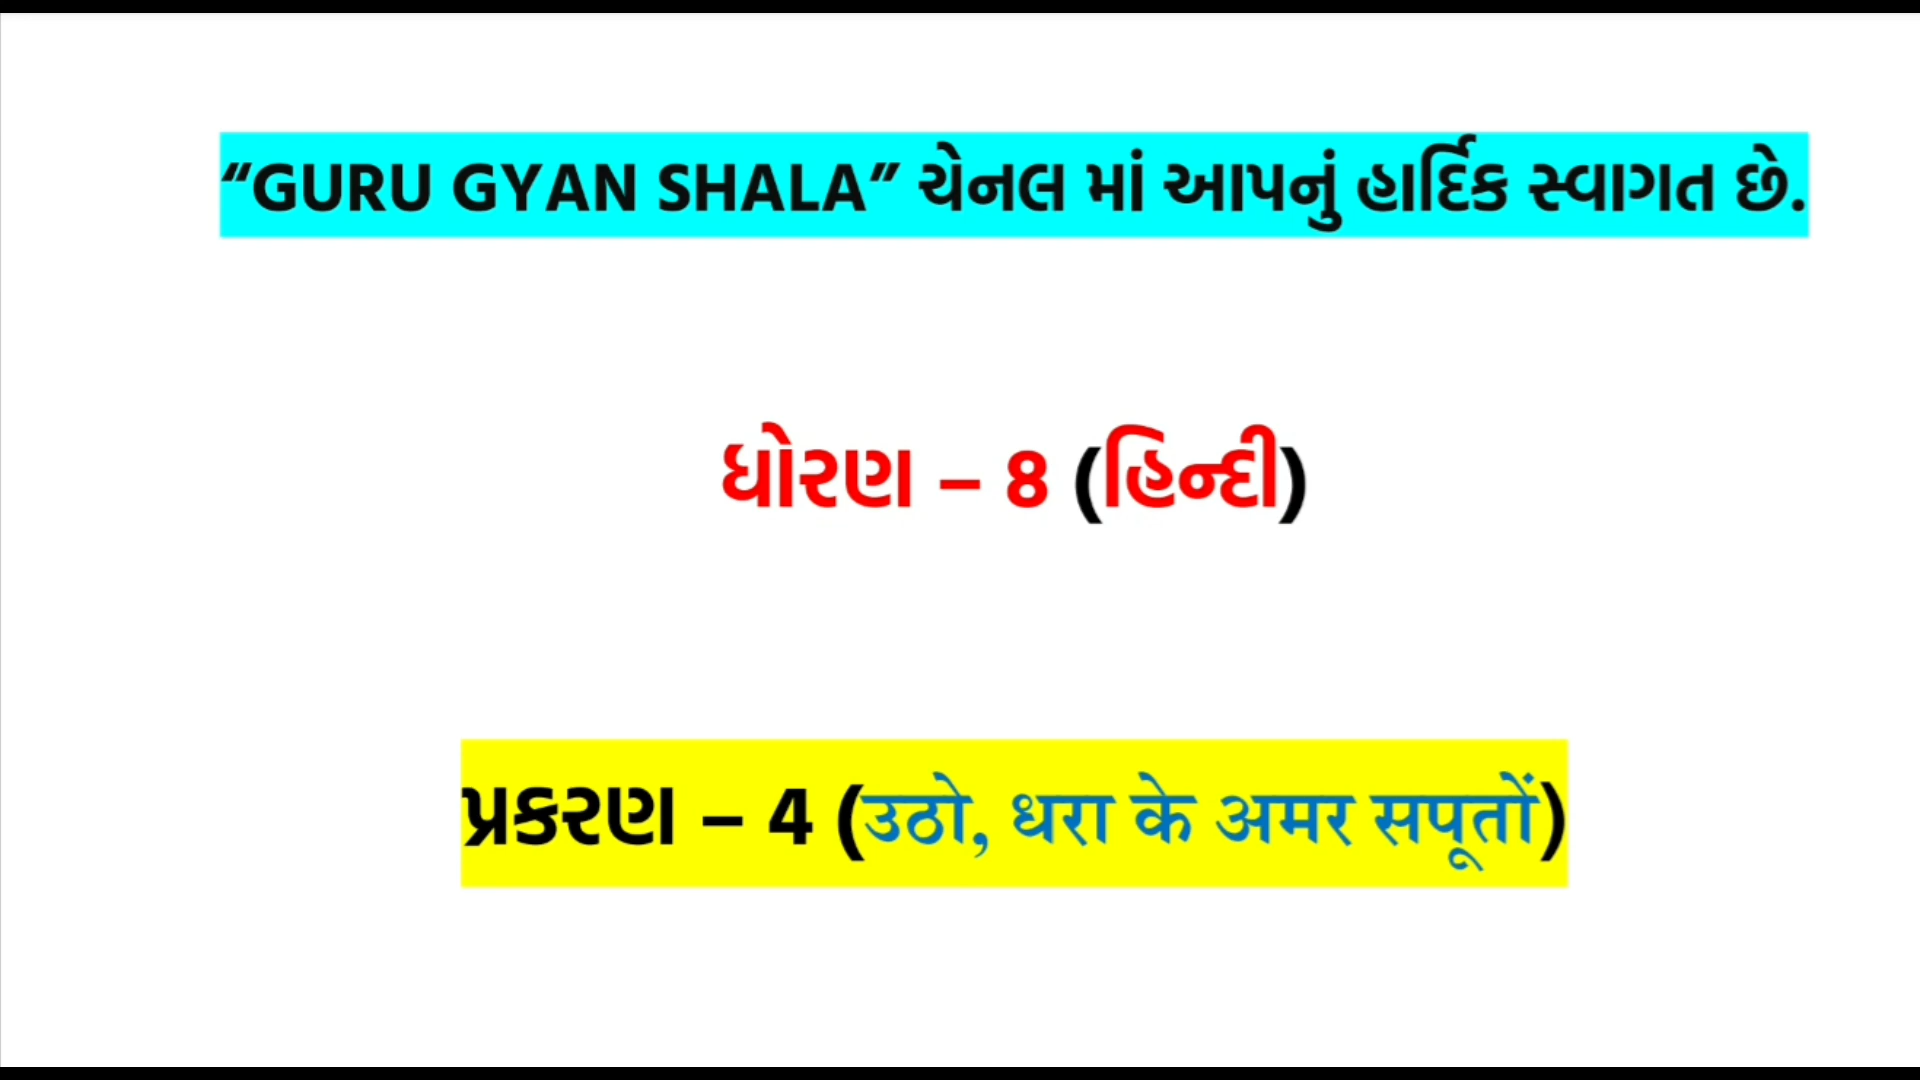 “GURU GYAN SHALA” ચેનલ માં આપનું હાર્દિક સ્વાગત છે.
ધોરણ – 8 (હિન્દી)
પ્રકરણ – 4 (उठो, धरा के अमर सपूतों)